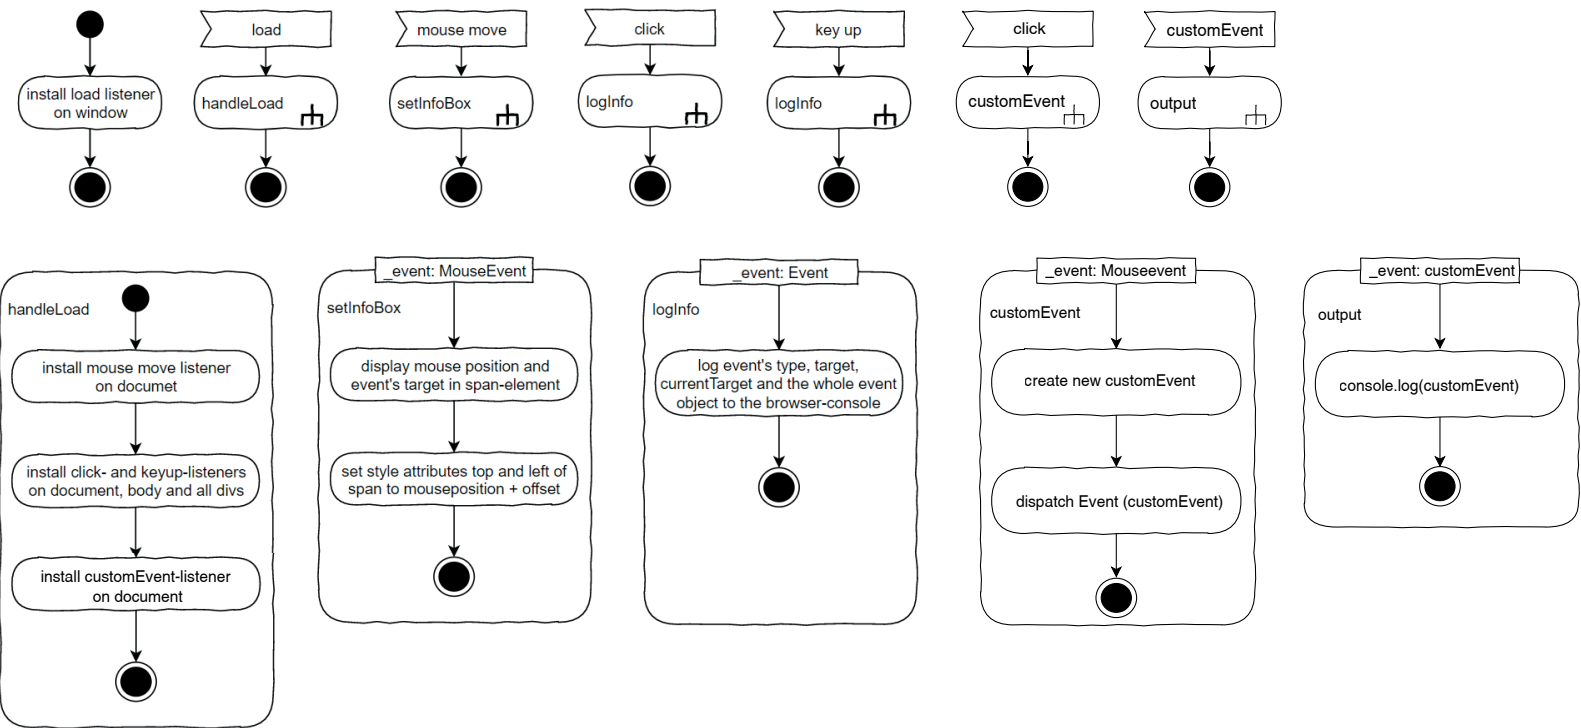 load
mouse move
click
key up
click
customEvent
install load listener
on window
handleLoad
setInfoBox
logInfo
logInfo
customEvent
output
_event: MouseEvent
_event: Event
_event: Mouseevent
_event: customEvent
handleLoad
install mouse move listener
on documet
install click- and keyup-listeners
on document, body and all divs
install customEvent-listener
on document
setInfoBox
display mouse position and
event's target in span-element
set style attributes top and left of
span to mouseposition + offset
logInfo
log event's type, target,
currentTarget and the whole event
object to the browser-console
customEvent
create new customEvent
dispatch Event (customEvent)
output
console.log(customEvent)